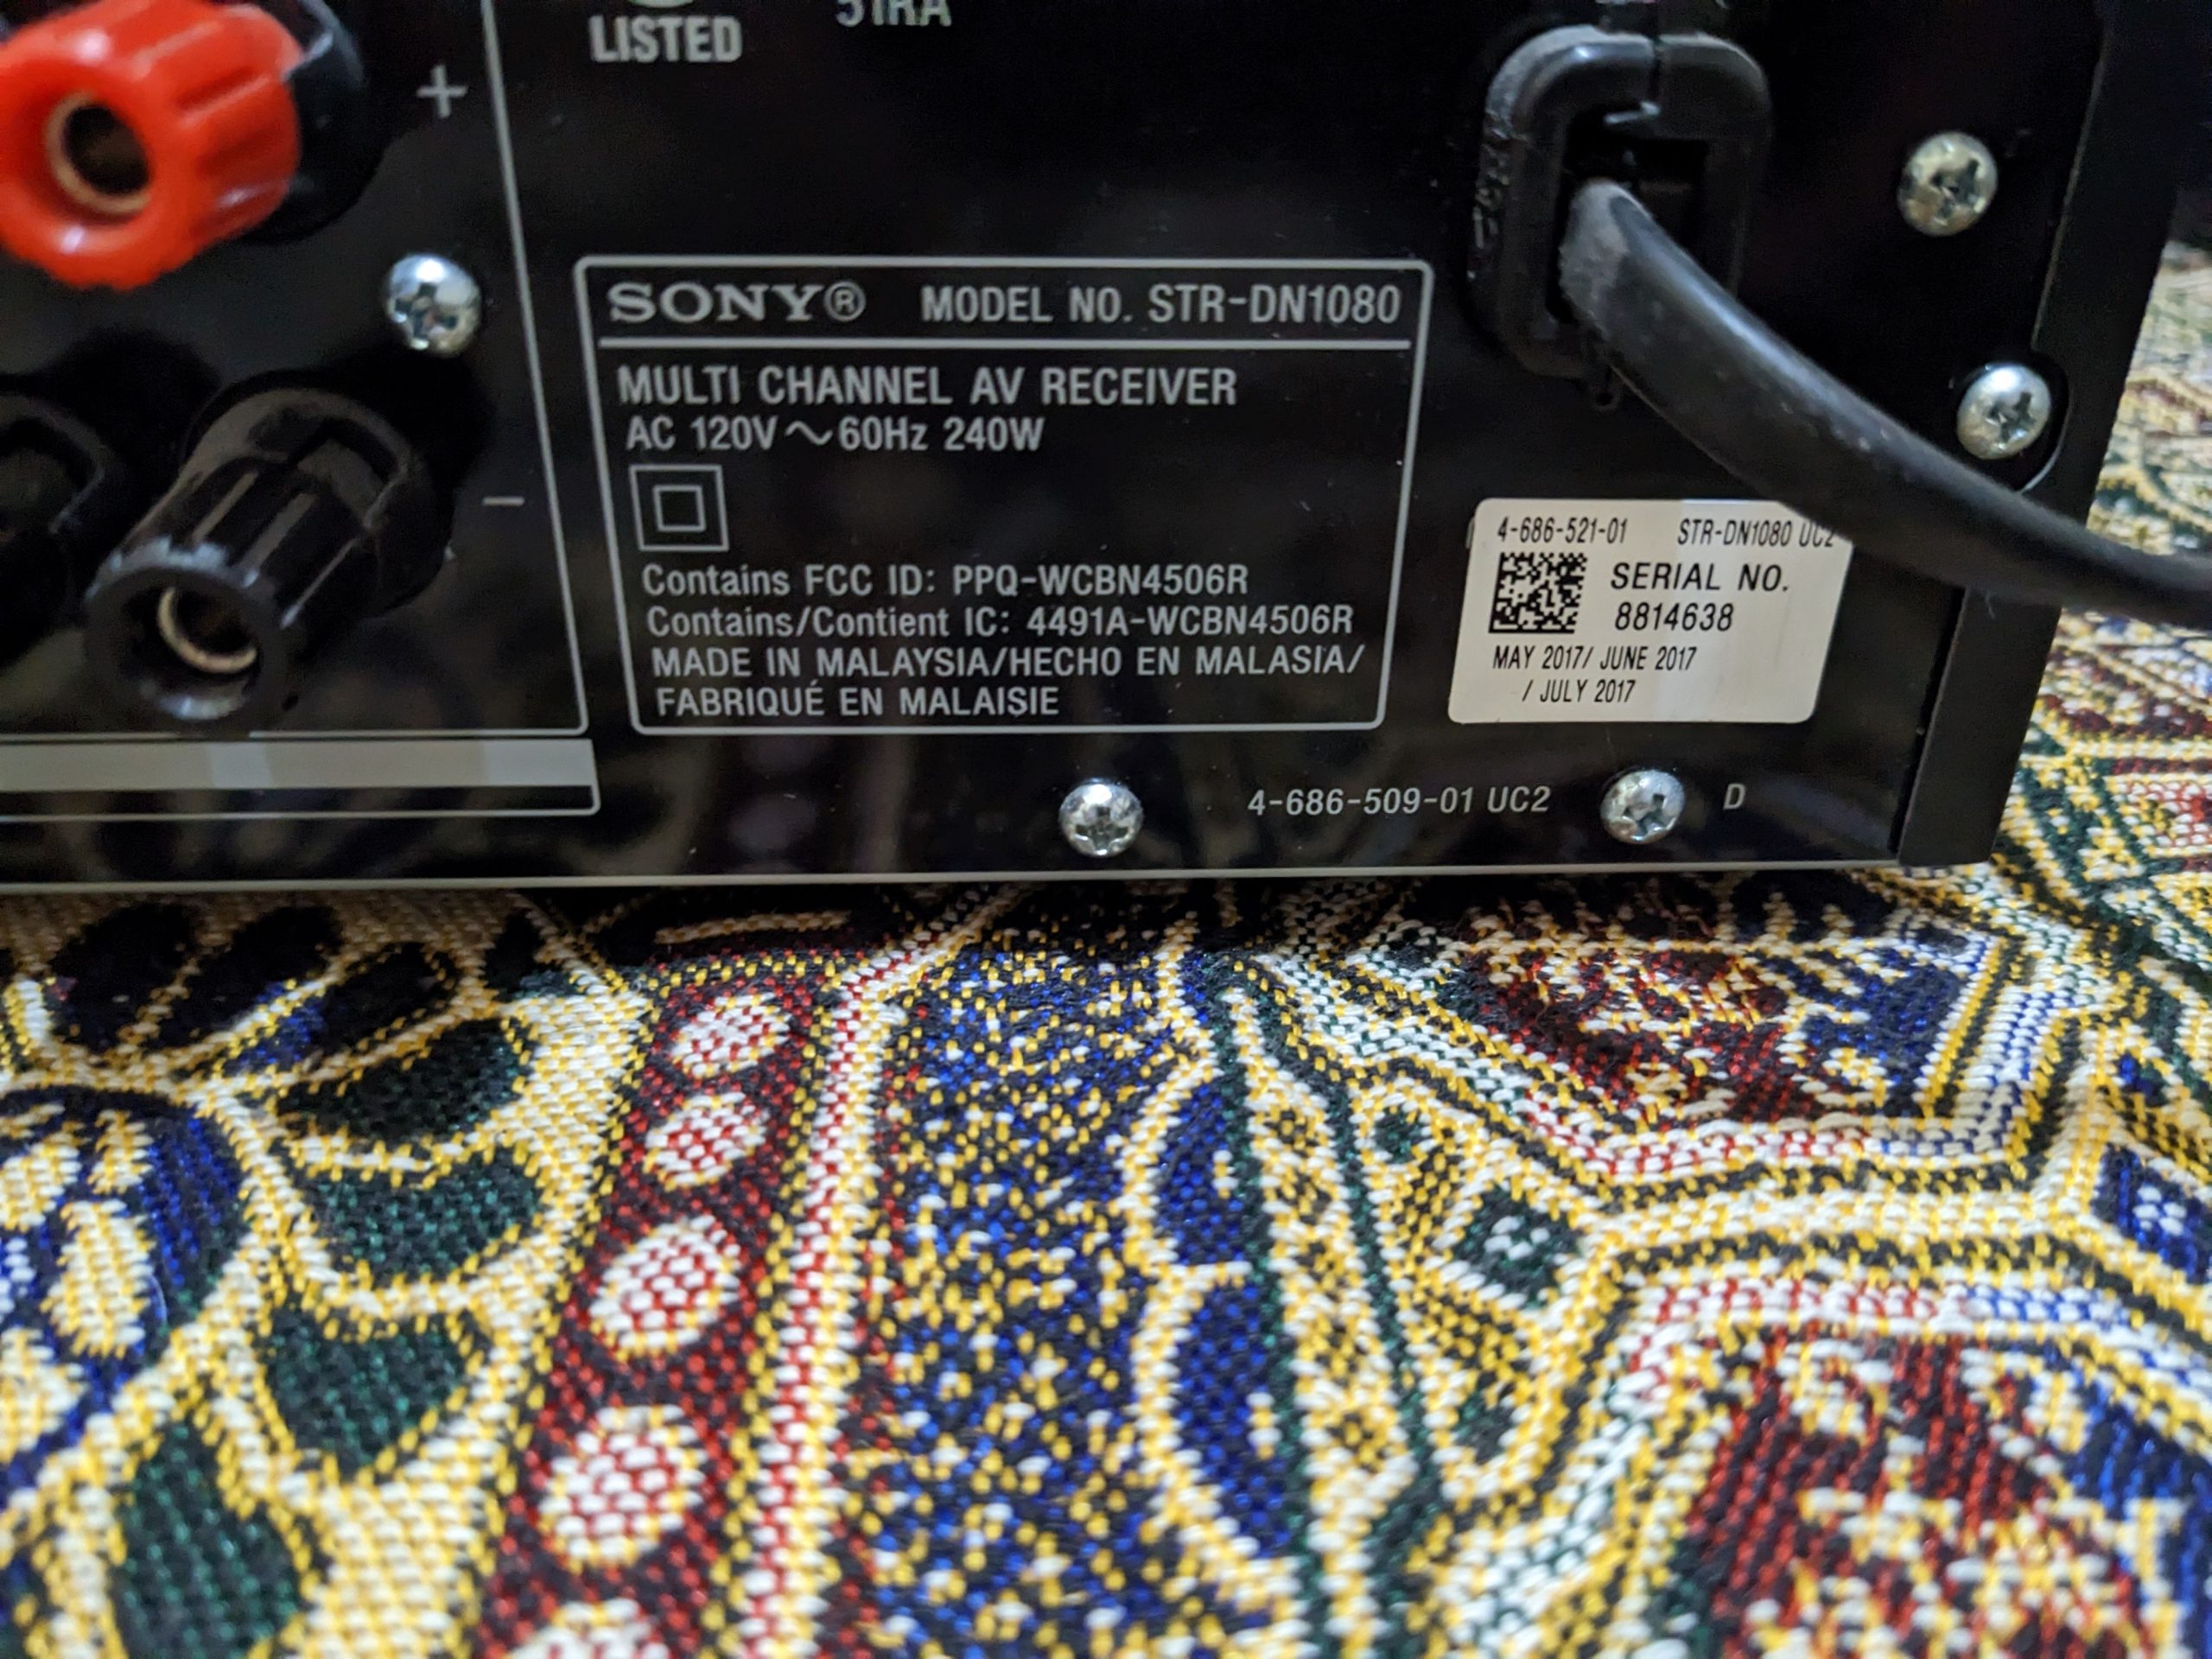 LISTED
51RA
+
SONY® MODEL NO. STR-DN1080
MULTI CHANNEL AV RECEIVER
AC 120V～60Hz 240W
Contains FCC ID: PPQ-WCBN4506R
Contains/Contient IC: 4491A-WCBN4506R
MADE IN MALAYSIA/HECHO EN MALASIA/
FABRIQUÉ EN MALAISIE
−
4-686-521-01 STR-DN1080 UC2
SERIAL NO.
8814638
MAY 2017/ JUNE 2017
/ JULY 2017
4-686-509-01 UC2
D